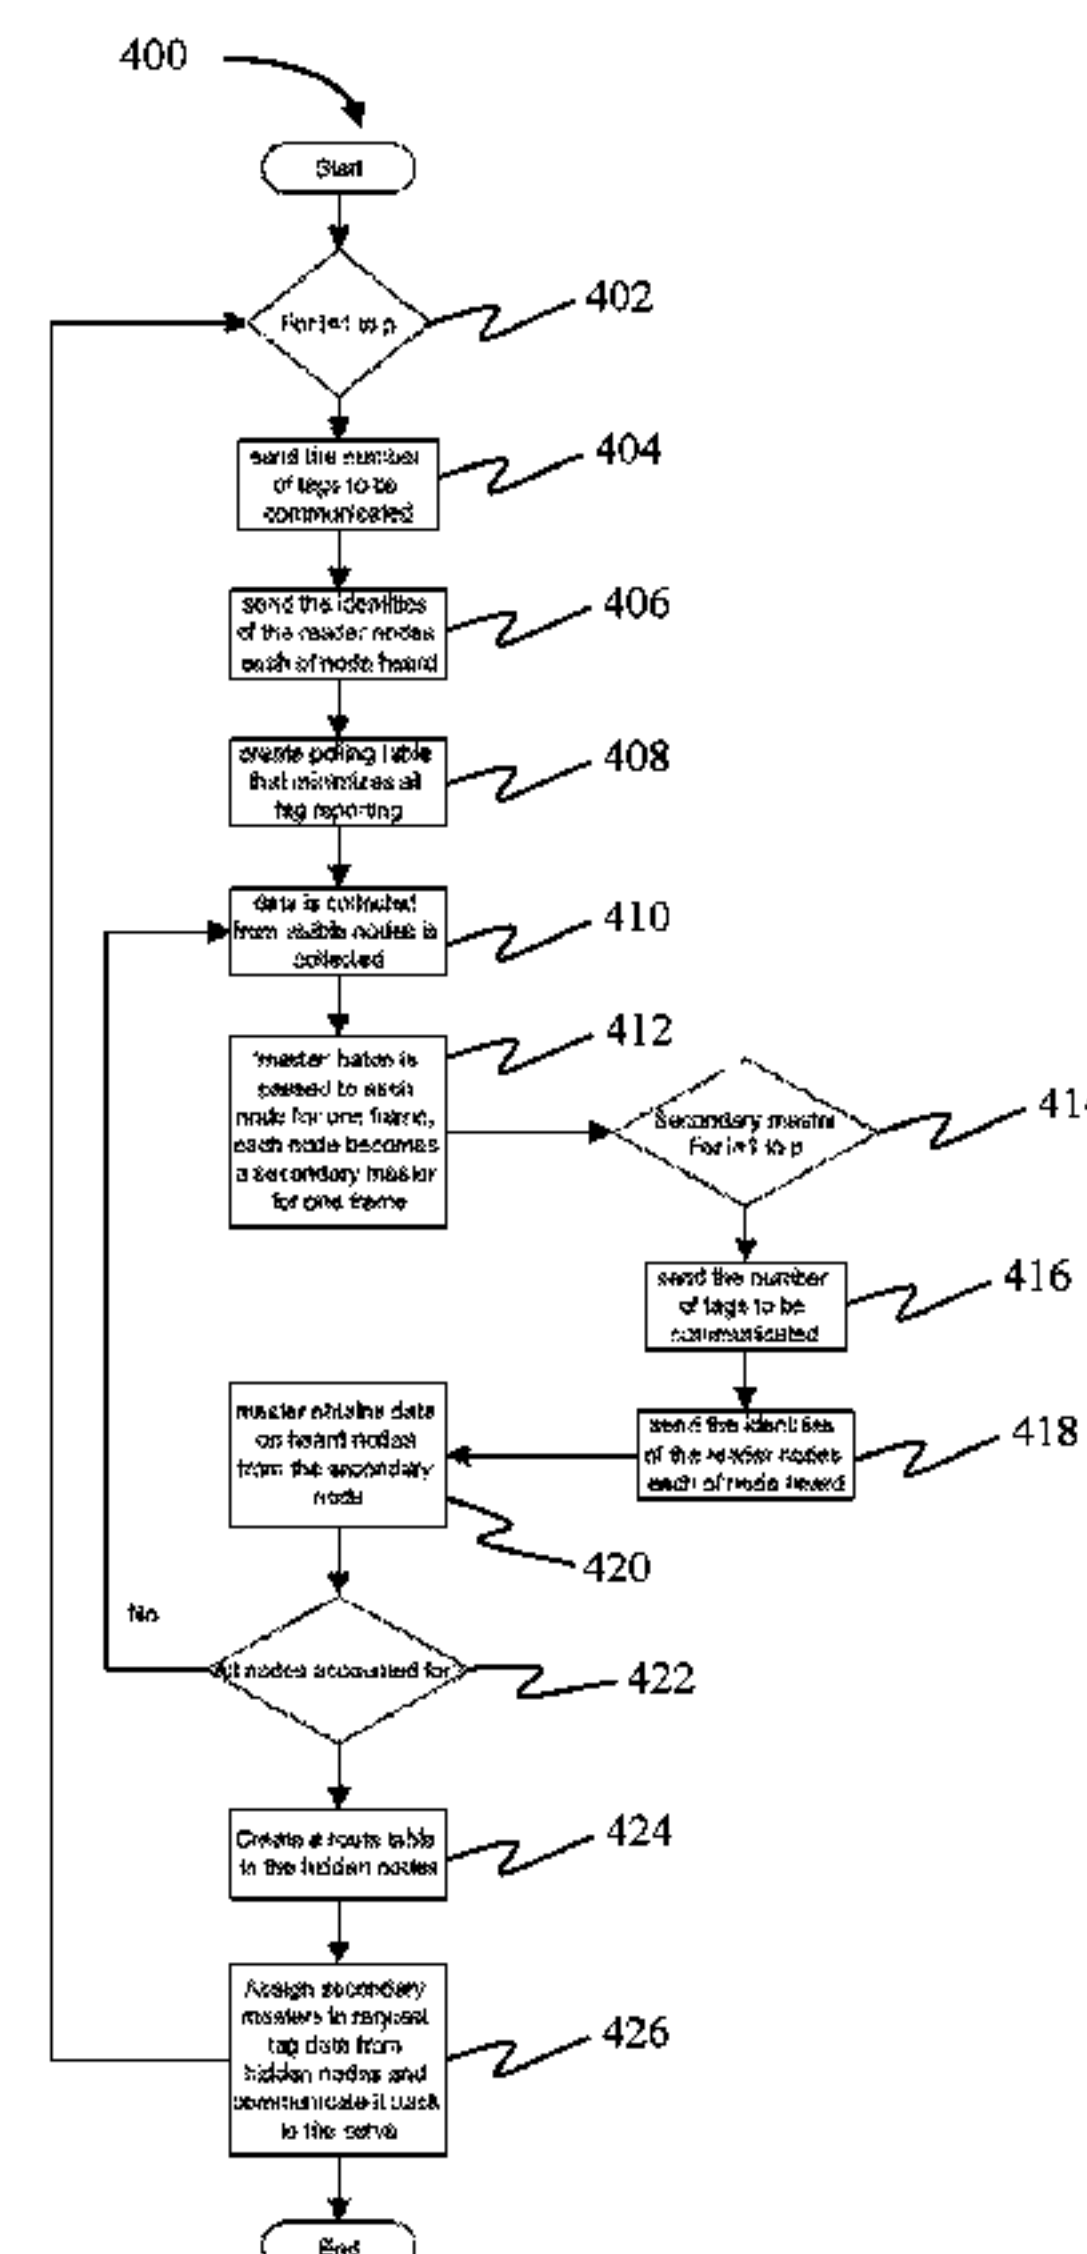 400
Start
For i=1 to p
402
send the number
of tags to be
communicated
404
send the identities
of the reader nodes
each of node heard
406
create polling table
that minimizes all
tag reporting
408
data is collected
from visible nodes is
collected
410
'master' baton is
passed to each
node for one frame,
each node becomes
a secondary master
for one frame
412
Secondary master
For i=1 to p
414
send the number
of tags to be
communicated
416
send the identities
of the reader nodes
each of node heard
418
master obtains data
on heard nodes
from the secondary
node
420
No
All nodes accounted for
422
Create a route table
to the hidden nodes
424
Assign secondary
masters to request
tag data from
hidden nodes and
communicate it back
to the
426
End